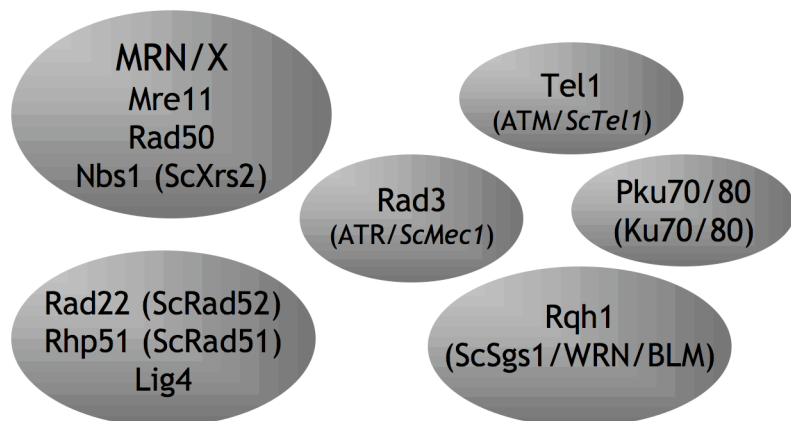 MRN/X
Mre11
Rad50
Nbs1 (ScXrs2)
Tel1
(ATM/ScTel1)
Rad3
(ATR/ScMec1)
Pku70/80
(Ku70/80)
Rad22 (ScRad52)
Rhp51 (ScRad51)
Lig4
Rqh1
(ScSgs1/WRN/BLM)